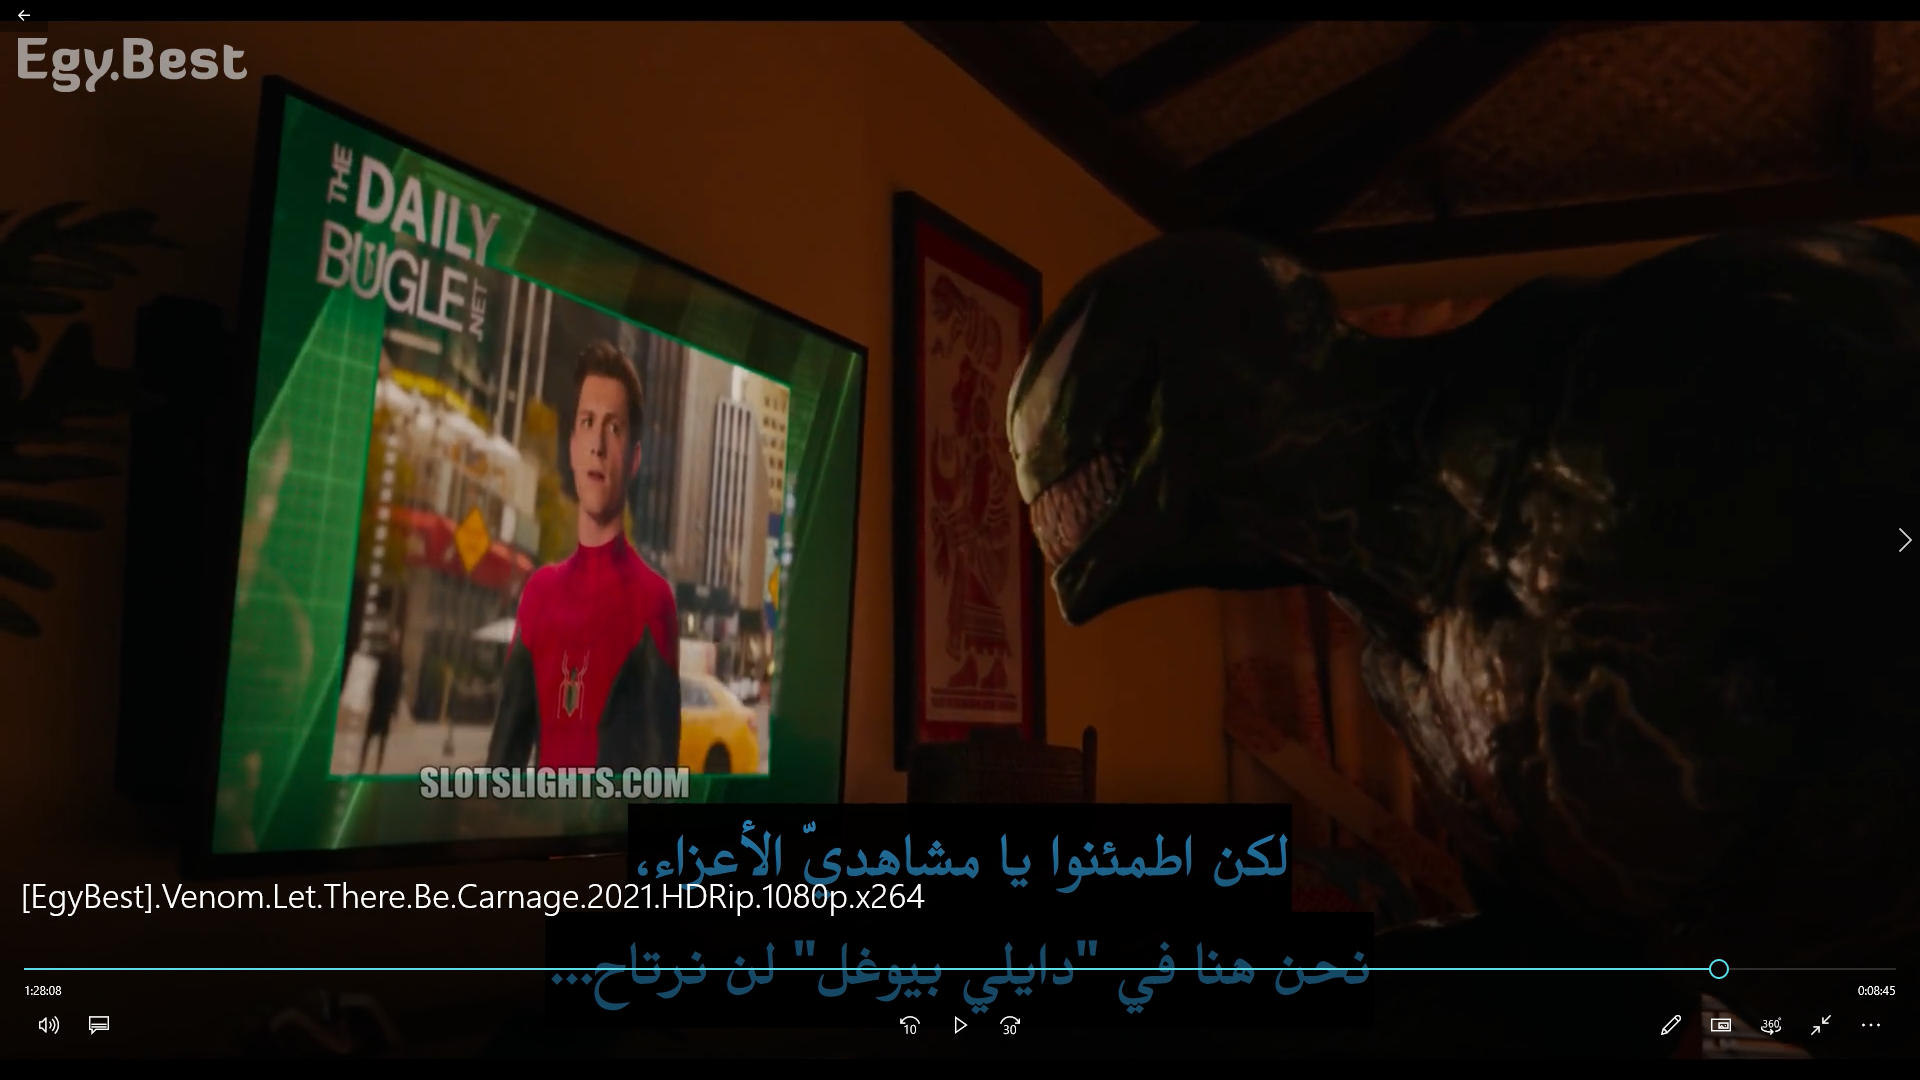 Egy.Best
THE
DAILY
BUGLE
.NET
SLOTSLIGHTS.COM
لكن اطمئنوا يا مشاهديّ الأعزاء،
[EgyBest].Venom.Let.There.Be.Carnage.2021.HDRip.1080p.x264
نحن هنا في "دايلي بيوغل" لن نرتاح...
1:28:08
0:08:45
10
30
360